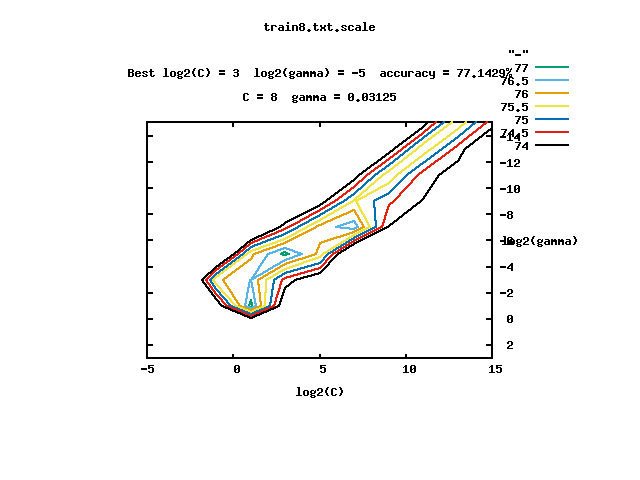 train8.txt.scale
"-"
Best log2(C) = 3 log2(gamma) = -5 accuracy = 77.1429%
77
76.5
C = 8 gamma = 0.03125
76
75.5
75
74.5
74
-14
-12
-10
-8
-6
log2(gamma)
-4
-2
0
2
-5 0 5 10 15
log2(C)